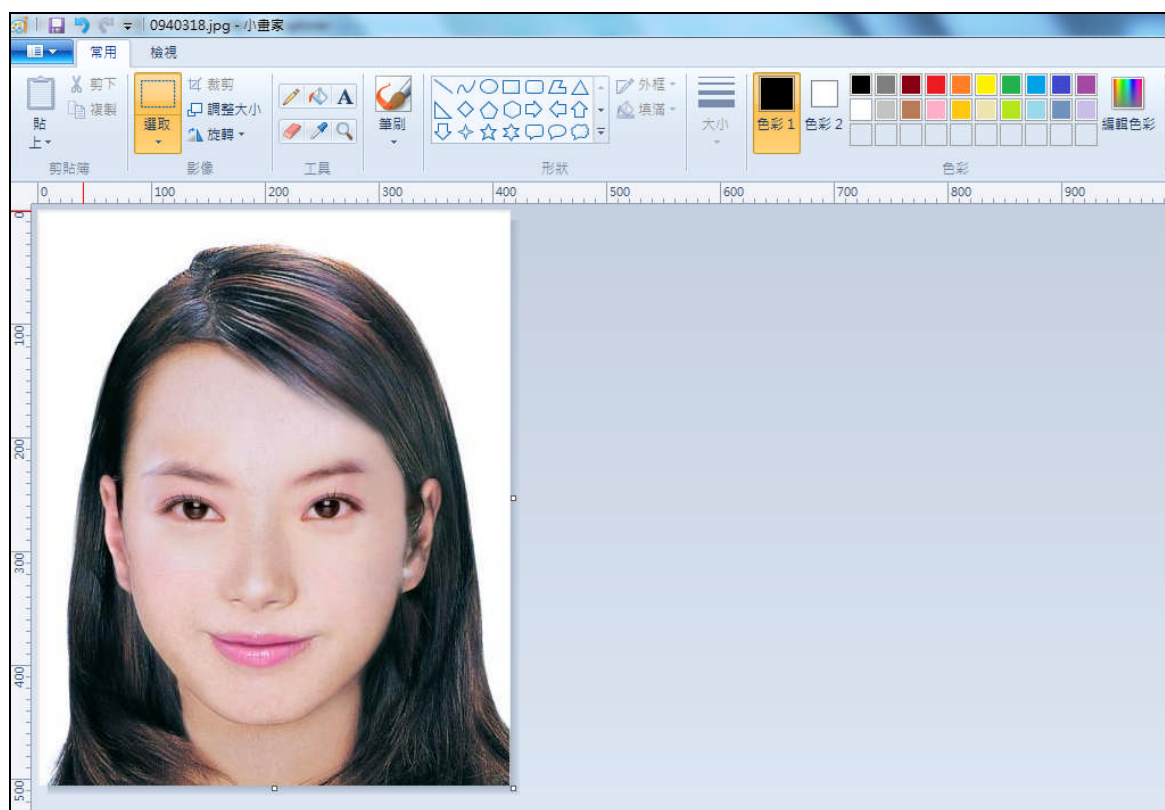 0940318.jpg - 小畫家
常用 檢視
貼上
剪下
複製
剪貼簿
選取
裁剪
調整大小
旋轉
影像
A
工具
筆刷
形狀
外框
填滿
大小
色彩 1
色彩 2
編輯色彩
色彩
0 100 200 300 400 500 600 700 800 900
0
100
200
300
400
500